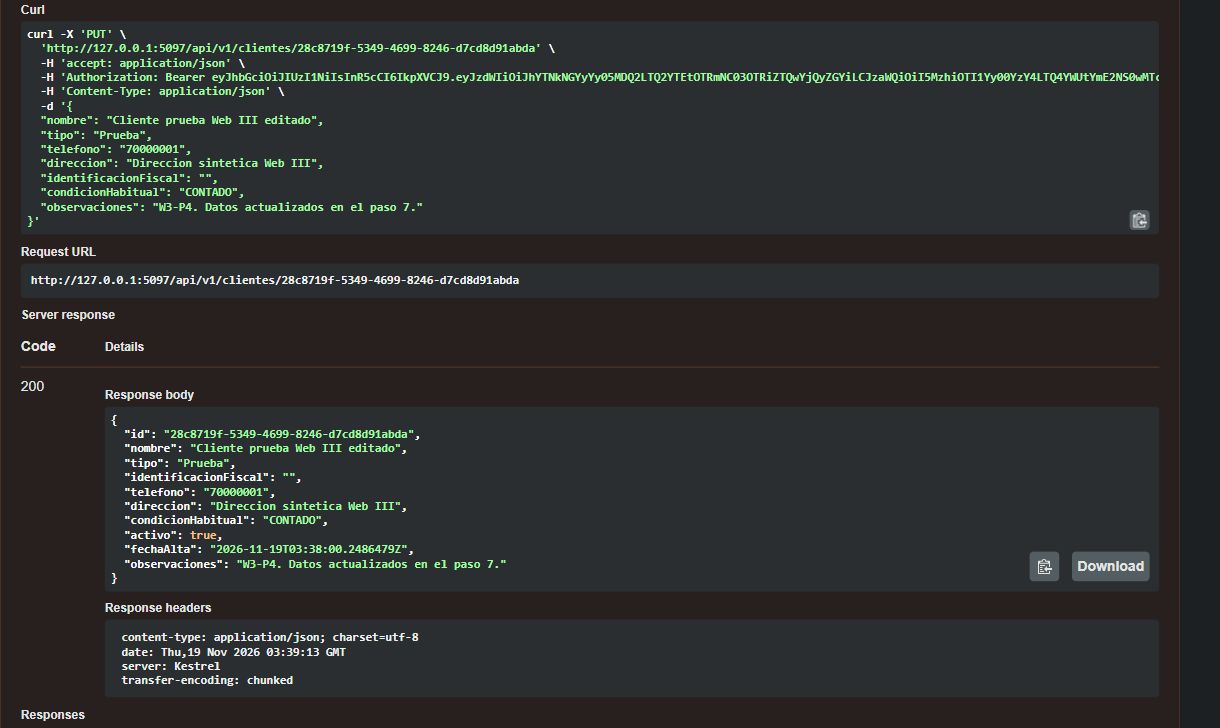 Curl
curl -X 'PUT' \
'http://127.0.0.1:5097/api/v1/clientes/28c8719f-5349-4699-8246-d7cd8d91abda' \
-H 'accept: application/json' \
-H 'Authorization: Bearer
-H 'Content-Type: application/json' \
-d '{
"nombre": "Cliente prueba Web III editado",
"tipo": "Prueba",
"telefono": "70000001",
"direccion": "Direccion sintetica Web III",
"identificacionFiscal": "",
"condicionHabitual": "CONTADO",
"observaciones": "W3-P4. Datos actualizados en el paso 7."
}'
Request URL
http://127.0.0.1:5097/api/v1/clientes/28c8719f-5349-4699-8246-d7cd8d91abda
Server response
Code Details
200
Response body
{
"id": "28c8719f-5349-4699-8246-d7cd8d91abda",
"nombre": "Cliente prueba Web III editado",
"tipo": "Prueba",
"identificacionFiscal": "",
"telefono": "70000001",
"direccion": "Direccion sintetica Web III",
"condicionHabitual": "CONTADO",
"activo": true,
"fechaAlta": "2026-11-19T03:38:00.2486479Z",
"observaciones": "W3-P4. Datos actualizados en el paso 7."
}
Download
Response headers
content-type: application/json; charset=utf-8
date: Thu,19 Nov 2026 03:39:13 GMT
server: Kestrel
transfer-encoding: chunked
Responses